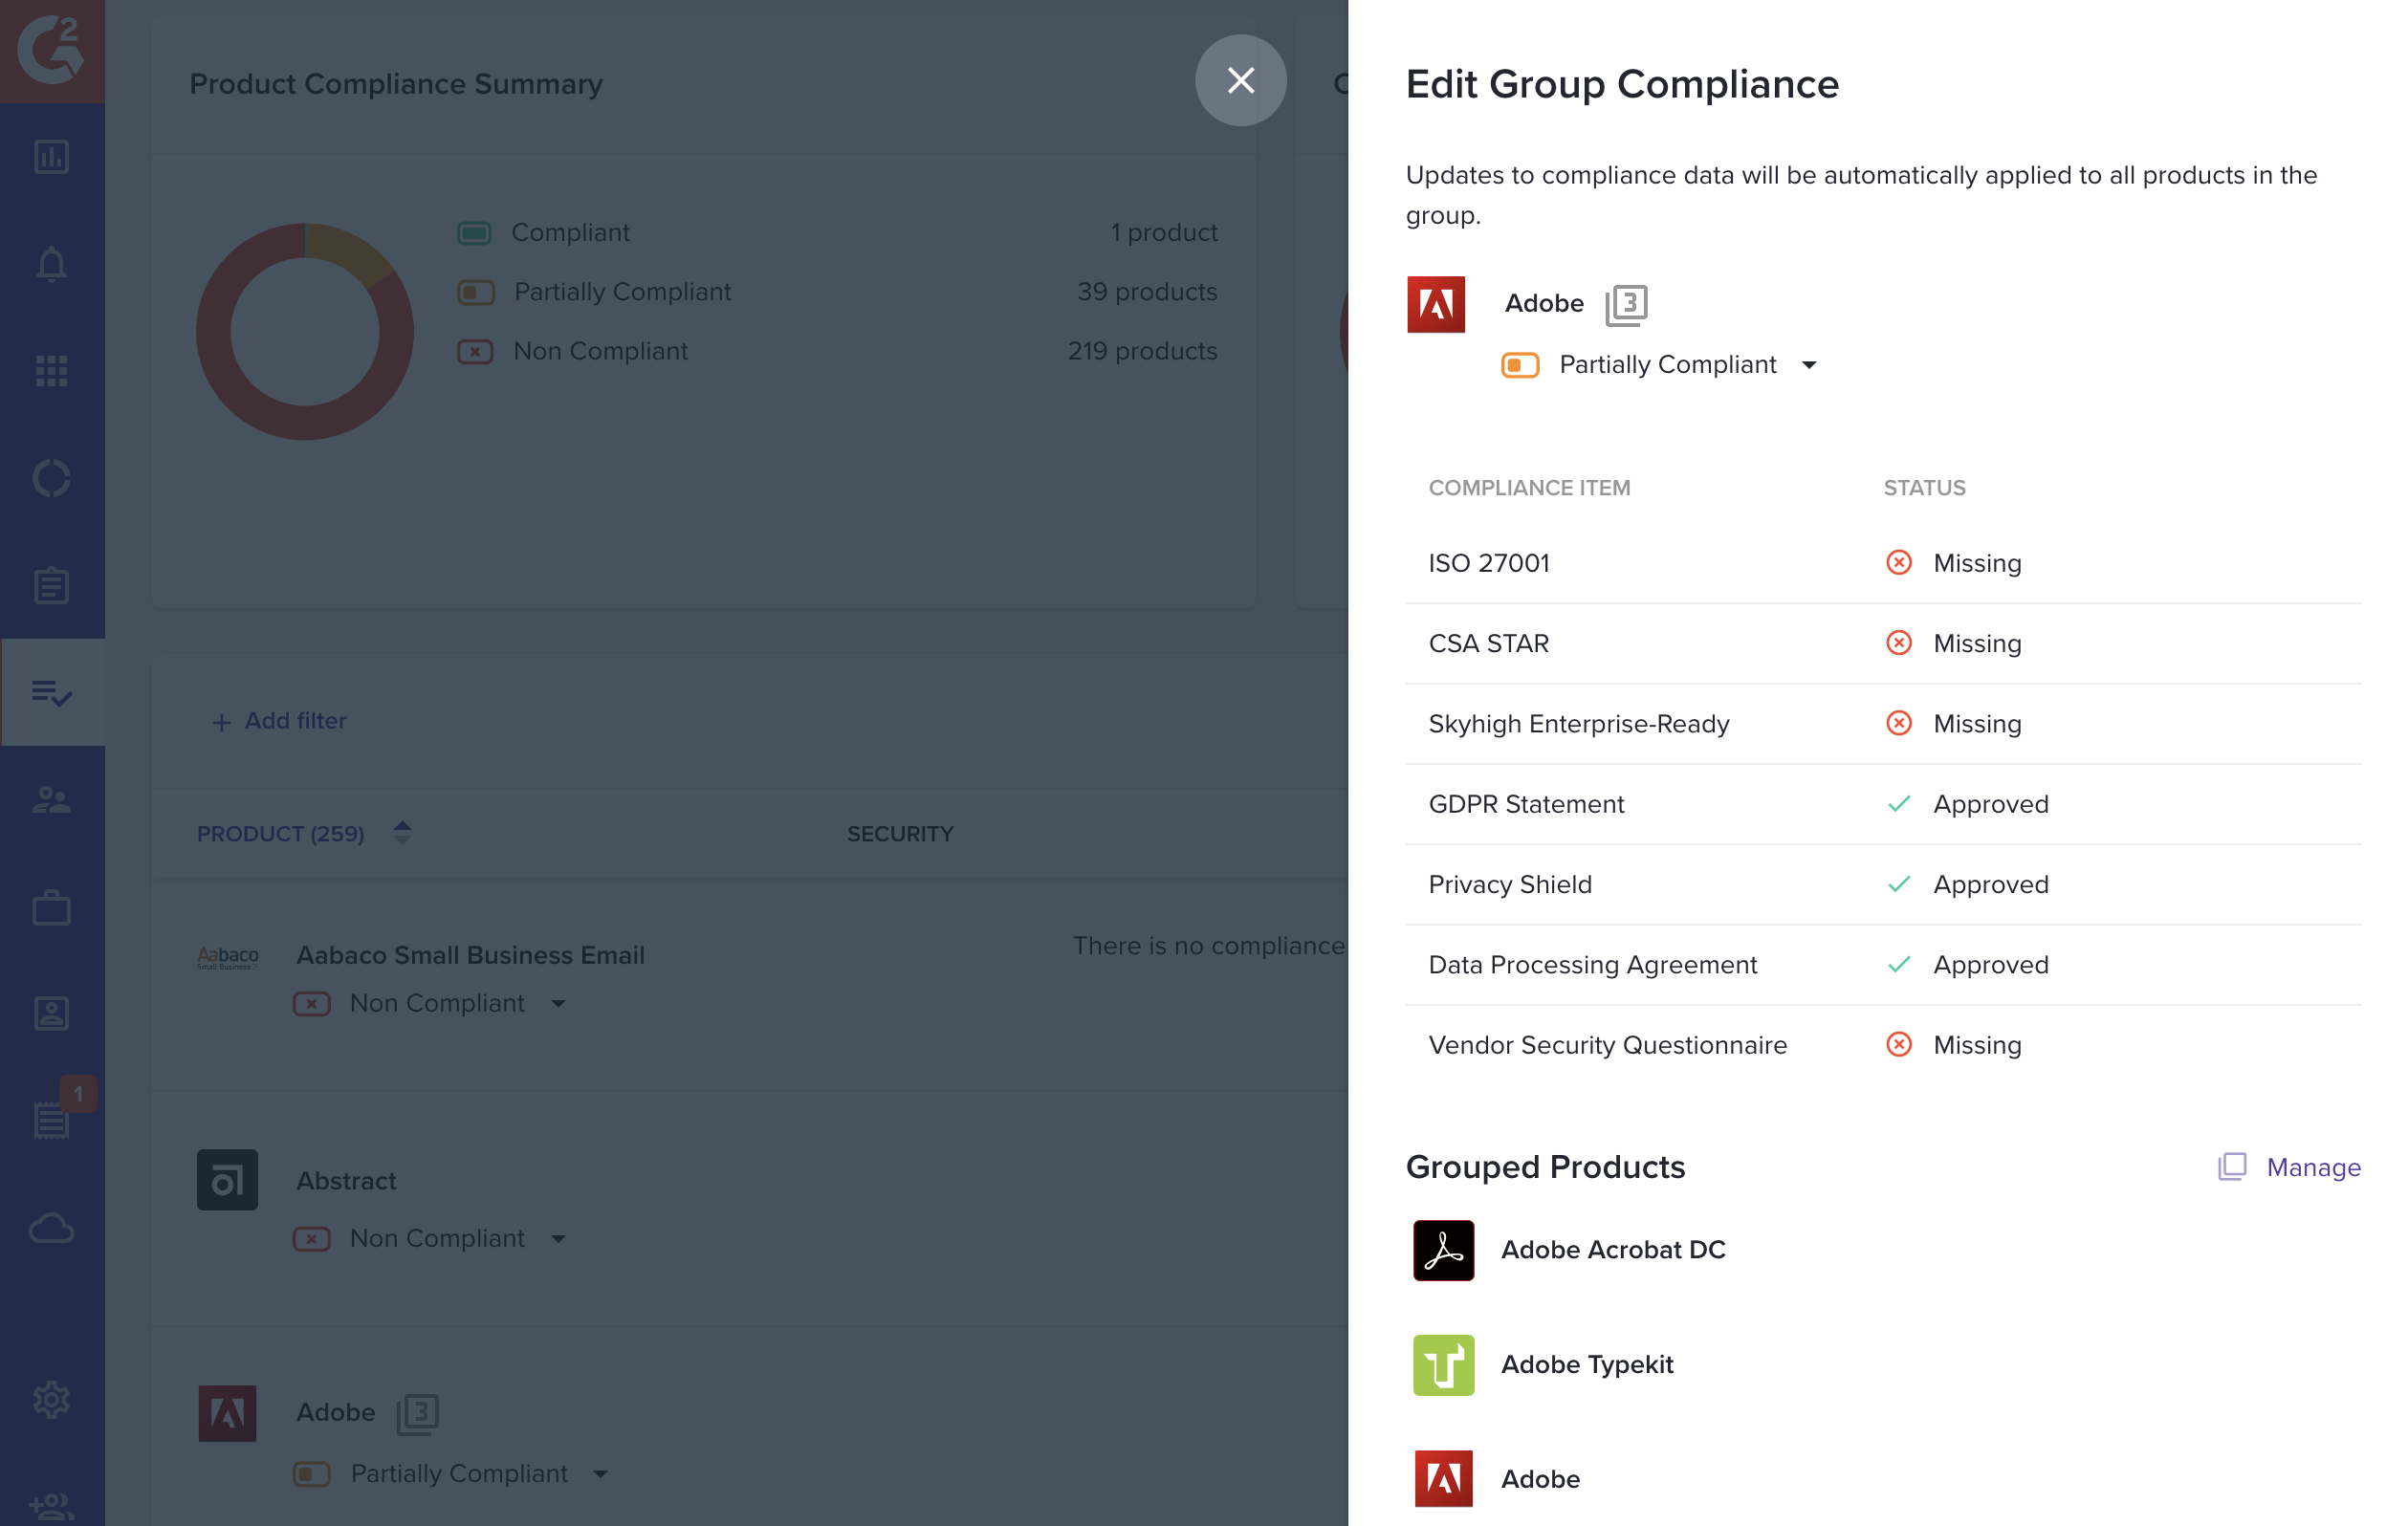 G2
Product Compliance Summary
Compliant 1 product
Partially Compliant 39 products
Non Compliant 219 products
+ Add filter
PRODUCT (259) SECURITY
Aabaco
Small Business
Aabaco Small Business Email
There is no compliance
Non Compliant
1
Abstract
Non Compliant
Adobe 3
Partially Compliant
Edit Group Compliance
Updates to compliance data will be automatically applied to all products in the
group.
Adobe 3
Partially Compliant
COMPLIANCE ITEM STATUS
ISO 27001 Missing
CSA STAR Missing
Skyhigh Enterprise-Ready Missing
GDPR Statement Approved
Privacy Shield Approved
Data Processing Agreement Approved
Vendor Security Questionnaire Missing
Grouped Products Manage
Adobe Acrobat DC
Adobe Typekit
Adobe